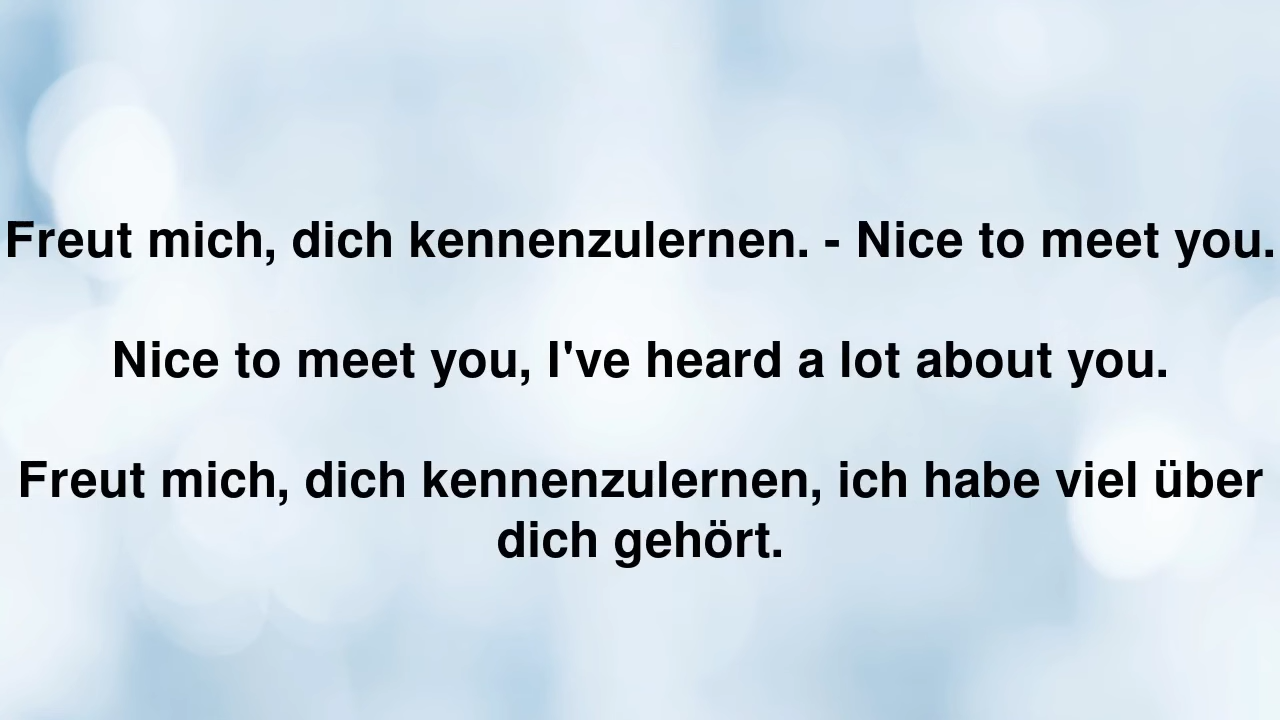 Freut mich, dich kennenzulernen. - Nice to meet you.
Nice to meet you, I've heard a lot about you.
Freut mich, dich kennenzulernen, ich habe viel über
dich gehört.